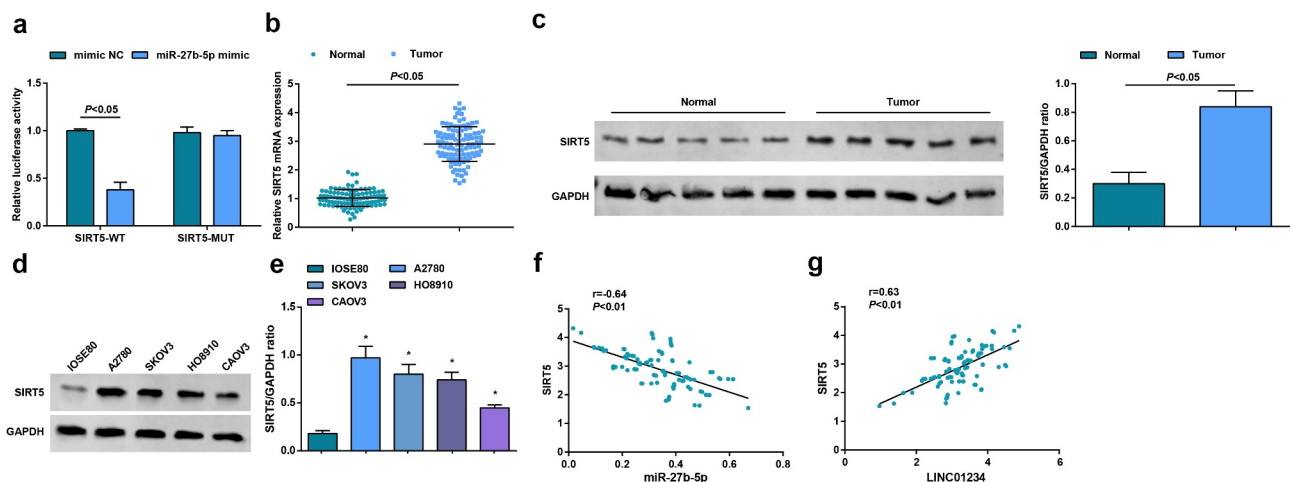 a
mimic NC
miR-27b-5p mimic
Relative luciferase activity
1.5
1.0
0.5
0.0
P<0.05
SIRT5-WT
SIRT5-MUT
b
Normal
Tumor
Relative SIRT5 mRNA expression
5
4
3
2
1
0
P<0.05
c
Normal
Tumor
SIRT5
GAPDH
Normal
Tumor
SIRT5/GAPDH ratio
1.0
0.8
0.6
0.4
0.2
0.0
P<0.05
d
IOSE80
A2780
SKOV3
HO8910
CAOV3
SIRT5
GAPDH
e
IOSE80
A2780
SKOV3
HO8910
CAOV3
SIRT5/GAPDH ratio
1.5
1.0
0.5
0.0
*
*
*
*
f
r=-0.64
P<0.01
SIRT5
5
4
3
2
1
0
0.0
0.2
0.4
0.6
0.8
miR-27b-5p
g
r=0.63
P<0.01
SIRT5
5
4
3
2
1
0
0
2
4
6
LINC01234